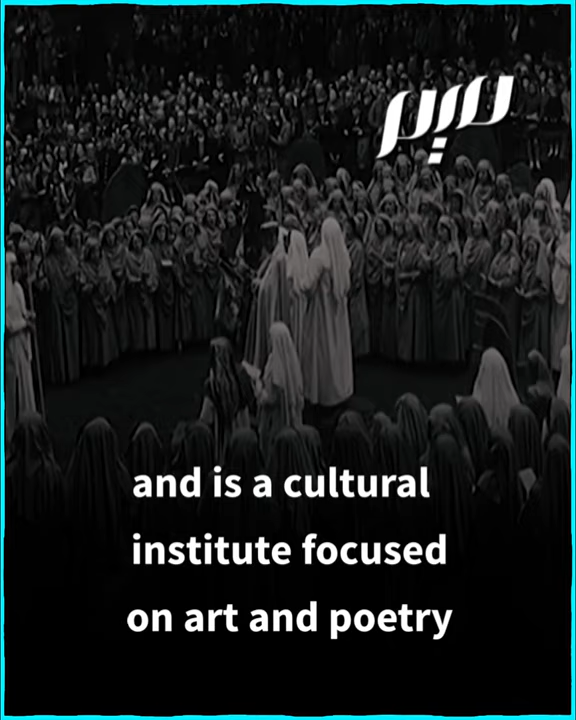 and is a cultural
institute focused
on art and poetry